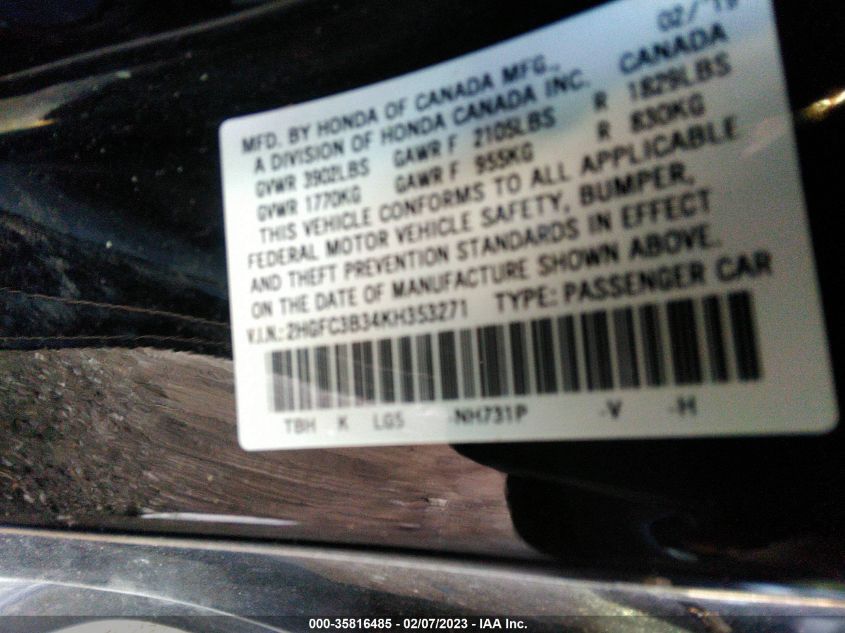 02/'19
MFD. BY HONDA OF CANADA MFG.,
A DIVISION OF HONDA CANADA INC. CANADA
GVWR 3902LBS GAWR F 2105LBS R 1829LBS
GVWR 1770KG GAWR F 955KG R 830KG
THIS VEHICLE CONFORMS TO ALL APPLICABLE
FEDERAL MOTOR VEHICLE SAFETY, BUMPER,
AND THEFT PREVENTION STANDARDS IN EFFECT
ON THE DATE OF MANUFACTURE SHOWN ABOVE.
V.I.N.:2HGFC3B34KH353271 TYPE:PASSENGER CAR
TBH K LG5 -NH731P -V -H
000-35816485 — 02/07/2023 — IAA Inc.